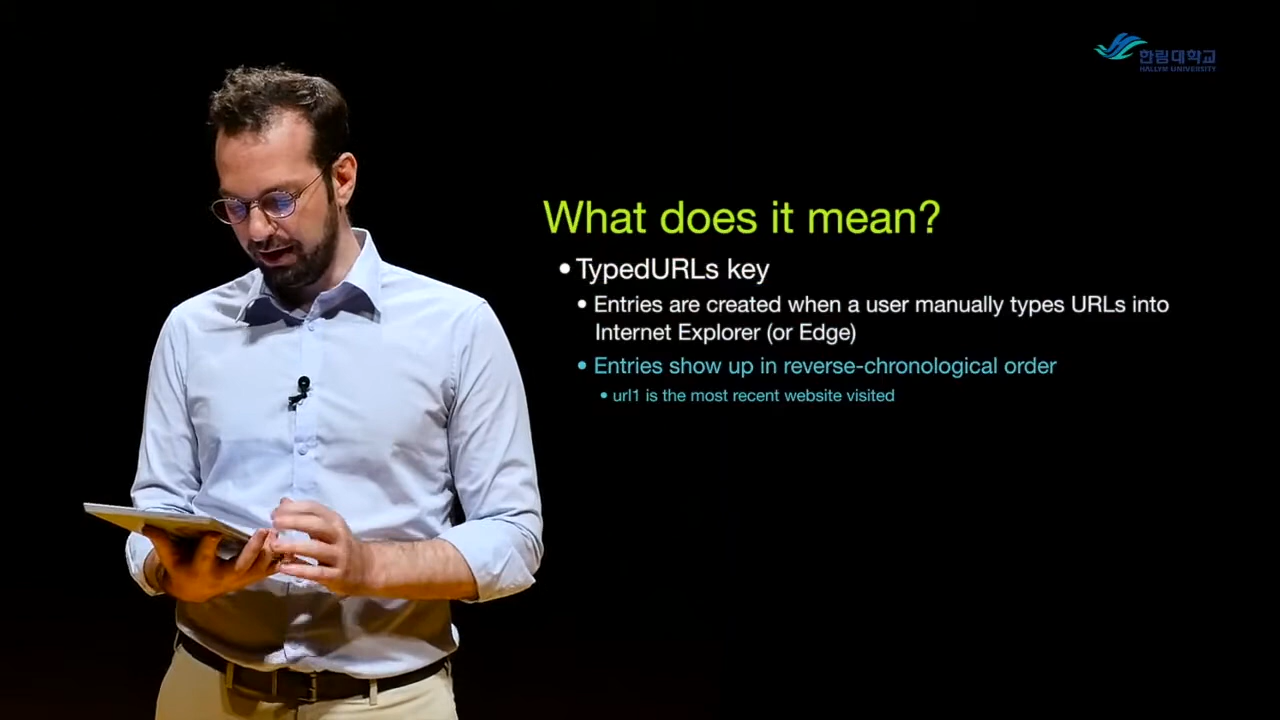 한림대학교
HALLYM UNIVERSITY
What does it mean?
• TypedURLs key
• Entries are created when a user manually types URLs into
Internet Explorer (or Edge)
• Entries show up in reverse-chronological order
• url1 is the most recent website visited